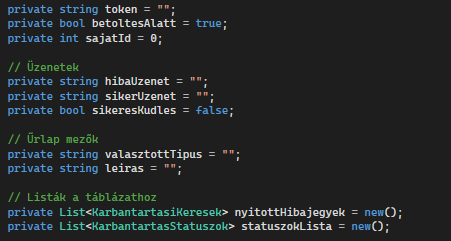 private string token = "";
private bool betoltesAlatt = true;
private int sajatId = 0;
// Üzenetek
private string hibaUzenet = "";
private string sikerUzenet = "";
private bool sikeresKudles = false;
// Űrlap mezők
private string valasztottTipus = "";
private string leiras = "";
// Listák a táblázathoz
private List<KarbantartasiKeresek> nyitottHibajegyek = new();
private List<KarbantartasStatuszok> statuszokLista = new();